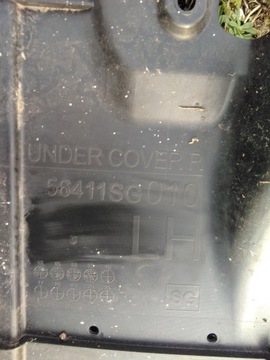 UNDER COVER R
56411SG010
LH
SG